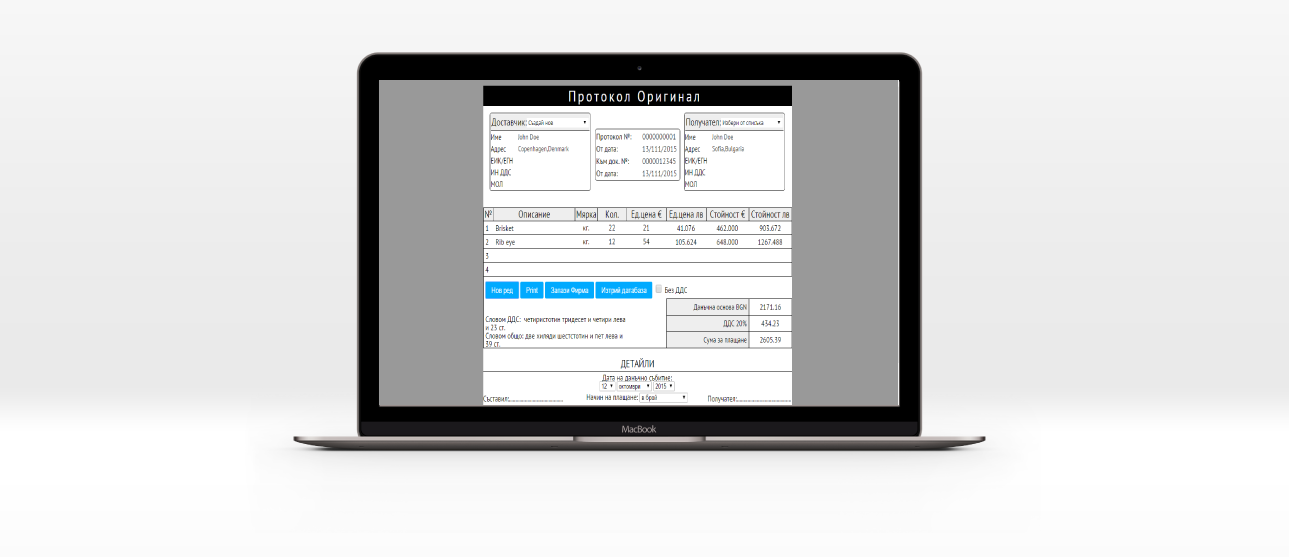 Протокол Оригинал
Доставчик: Създай нов
Име John Doe
Адрес Copenhagen,Denmark
ЕИК/ЕГН
ИН ДДС
МОЛ
Протокол №: 0000000001
От дата: 13/111/2015
Към док. №: 0000012345
От дата: 13/111/2015
Получател: Избери от списъка
Име John Doe
Адрес Sofia,Bulgaria
ЕИК/ЕГН
ИН ДДС
МОЛ
№ Описание Мярка Кол. Ед.цена € Ед.цена лв Стойност € Стойност лв
1 Brisket кг. 22 21 41.076 462.000 903.672
2 Rib eye кг. 12 54 105.624 648.000 1267.488
3
4
Нов ред Print Запази Фирма Изтрий датабаза Без ДДС
Данъчна основа BGN 2171.16
ДДС 20% 434.23
Сума за плащане 2605.39
Словом ДДС: четиристотин тридесет и четири лева
и 23 ст.
Словом общо: две хиляди шестстотин и пет лева и
39 ст.
ДЕТАЙЛИ
Дата на данъчно събитие:
12 октомври 2015
Съставил:
Начин на плащане: в брой
Получател:
MacBook